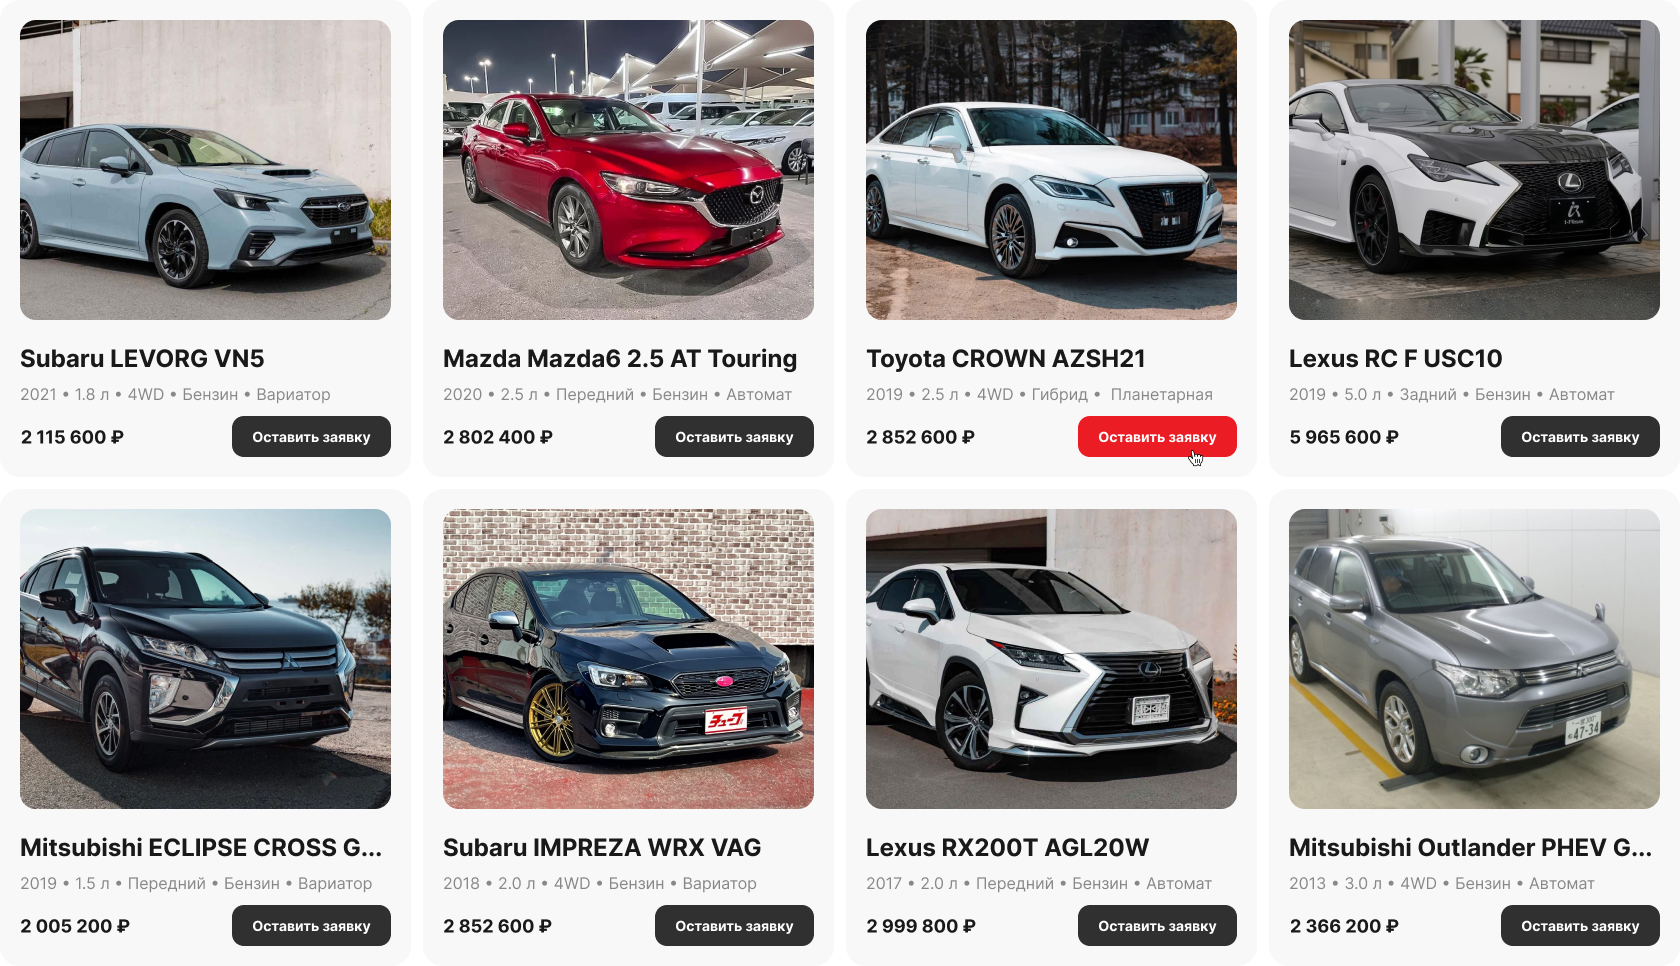 Subaru LEVORG VN5
2021 • 1.8 л • 4WD • Бензин • Вариатор
2 115 600 ₽
Оставить заявку
Mazda Mazda6 2.5 AT Touring
2020 • 2.5 л • Передний • Бензин • Автомат
2 802 400 ₽
Оставить заявку
Toyota CROWN AZSH21
2019 • 2.5 л • 4WD • Гибрид • Планетарная
2 852 600 ₽
Оставить заявку
Lexus RC F USC10
2019 • 5.0 л • Задний • Бензин • Автомат
5 965 600 ₽
Оставить заявку
チューブ
47-34
Mitsubishi ECLIPSE CROSS G...
2019 • 1.5 л • Передний • Бензин • Вариатор
2 005 200 ₽
Оставить заявку
Subaru IMPREZA WRX VAG
2018 • 2.0 л • 4WD • Бензин • Вариатор
2 852 600 ₽
Оставить заявку
Lexus RX200T AGL20W
2017 • 2.0 л • Передний • Бензин • Автомат
2 999 800 ₽
Оставить заявку
Mitsubishi Outlander PHEV G...
2013 • 3.0 л • 4WD • Бензин • Автомат
2 366 200 ₽
Оставить заявку